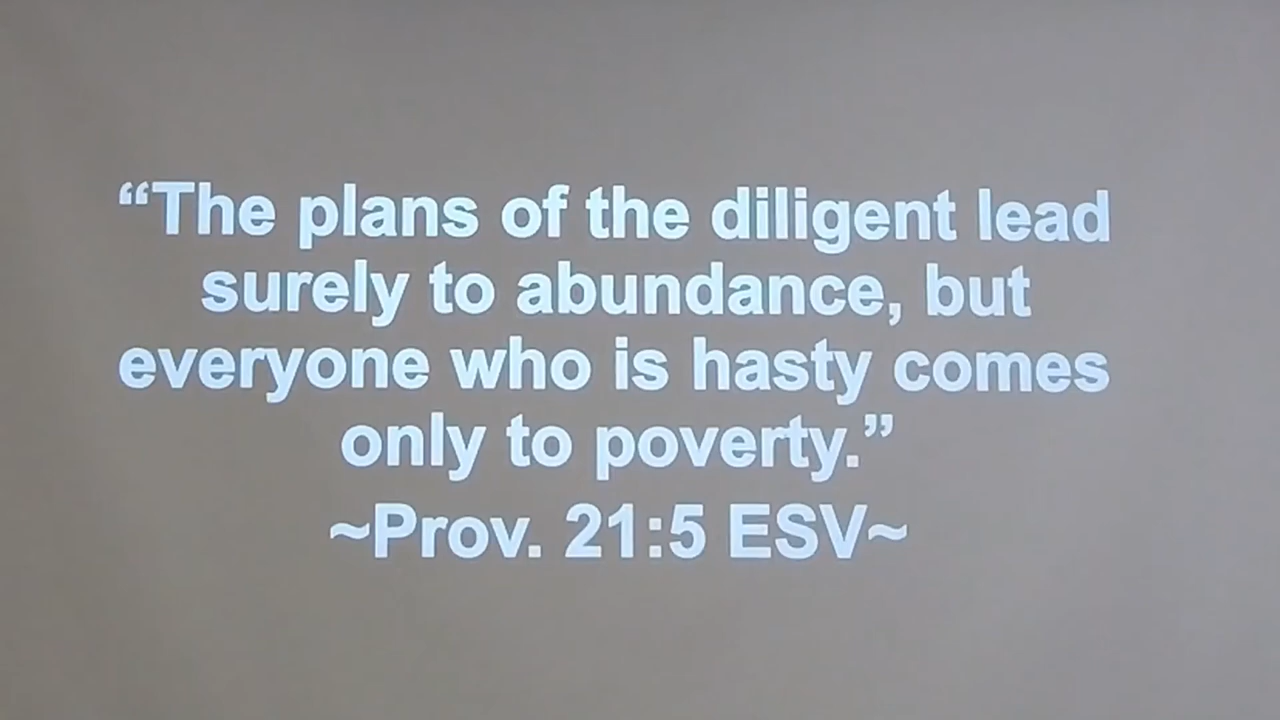 “The plans of the diligent lead
surely to abundance, but
everyone who is hasty comes
only to poverty.”
~Prov. 21:5 ESV~